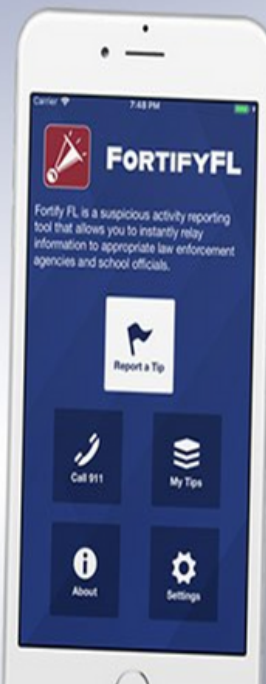 Carrier 7:48 PM
FORTIFYFL
Fortify FL is a suspicious activity reporting
tool that allows you to instantly relay
information to appropriate law enforcement
agencies and school officials.
Report a Tip
Call 911 My Tips
About Settings